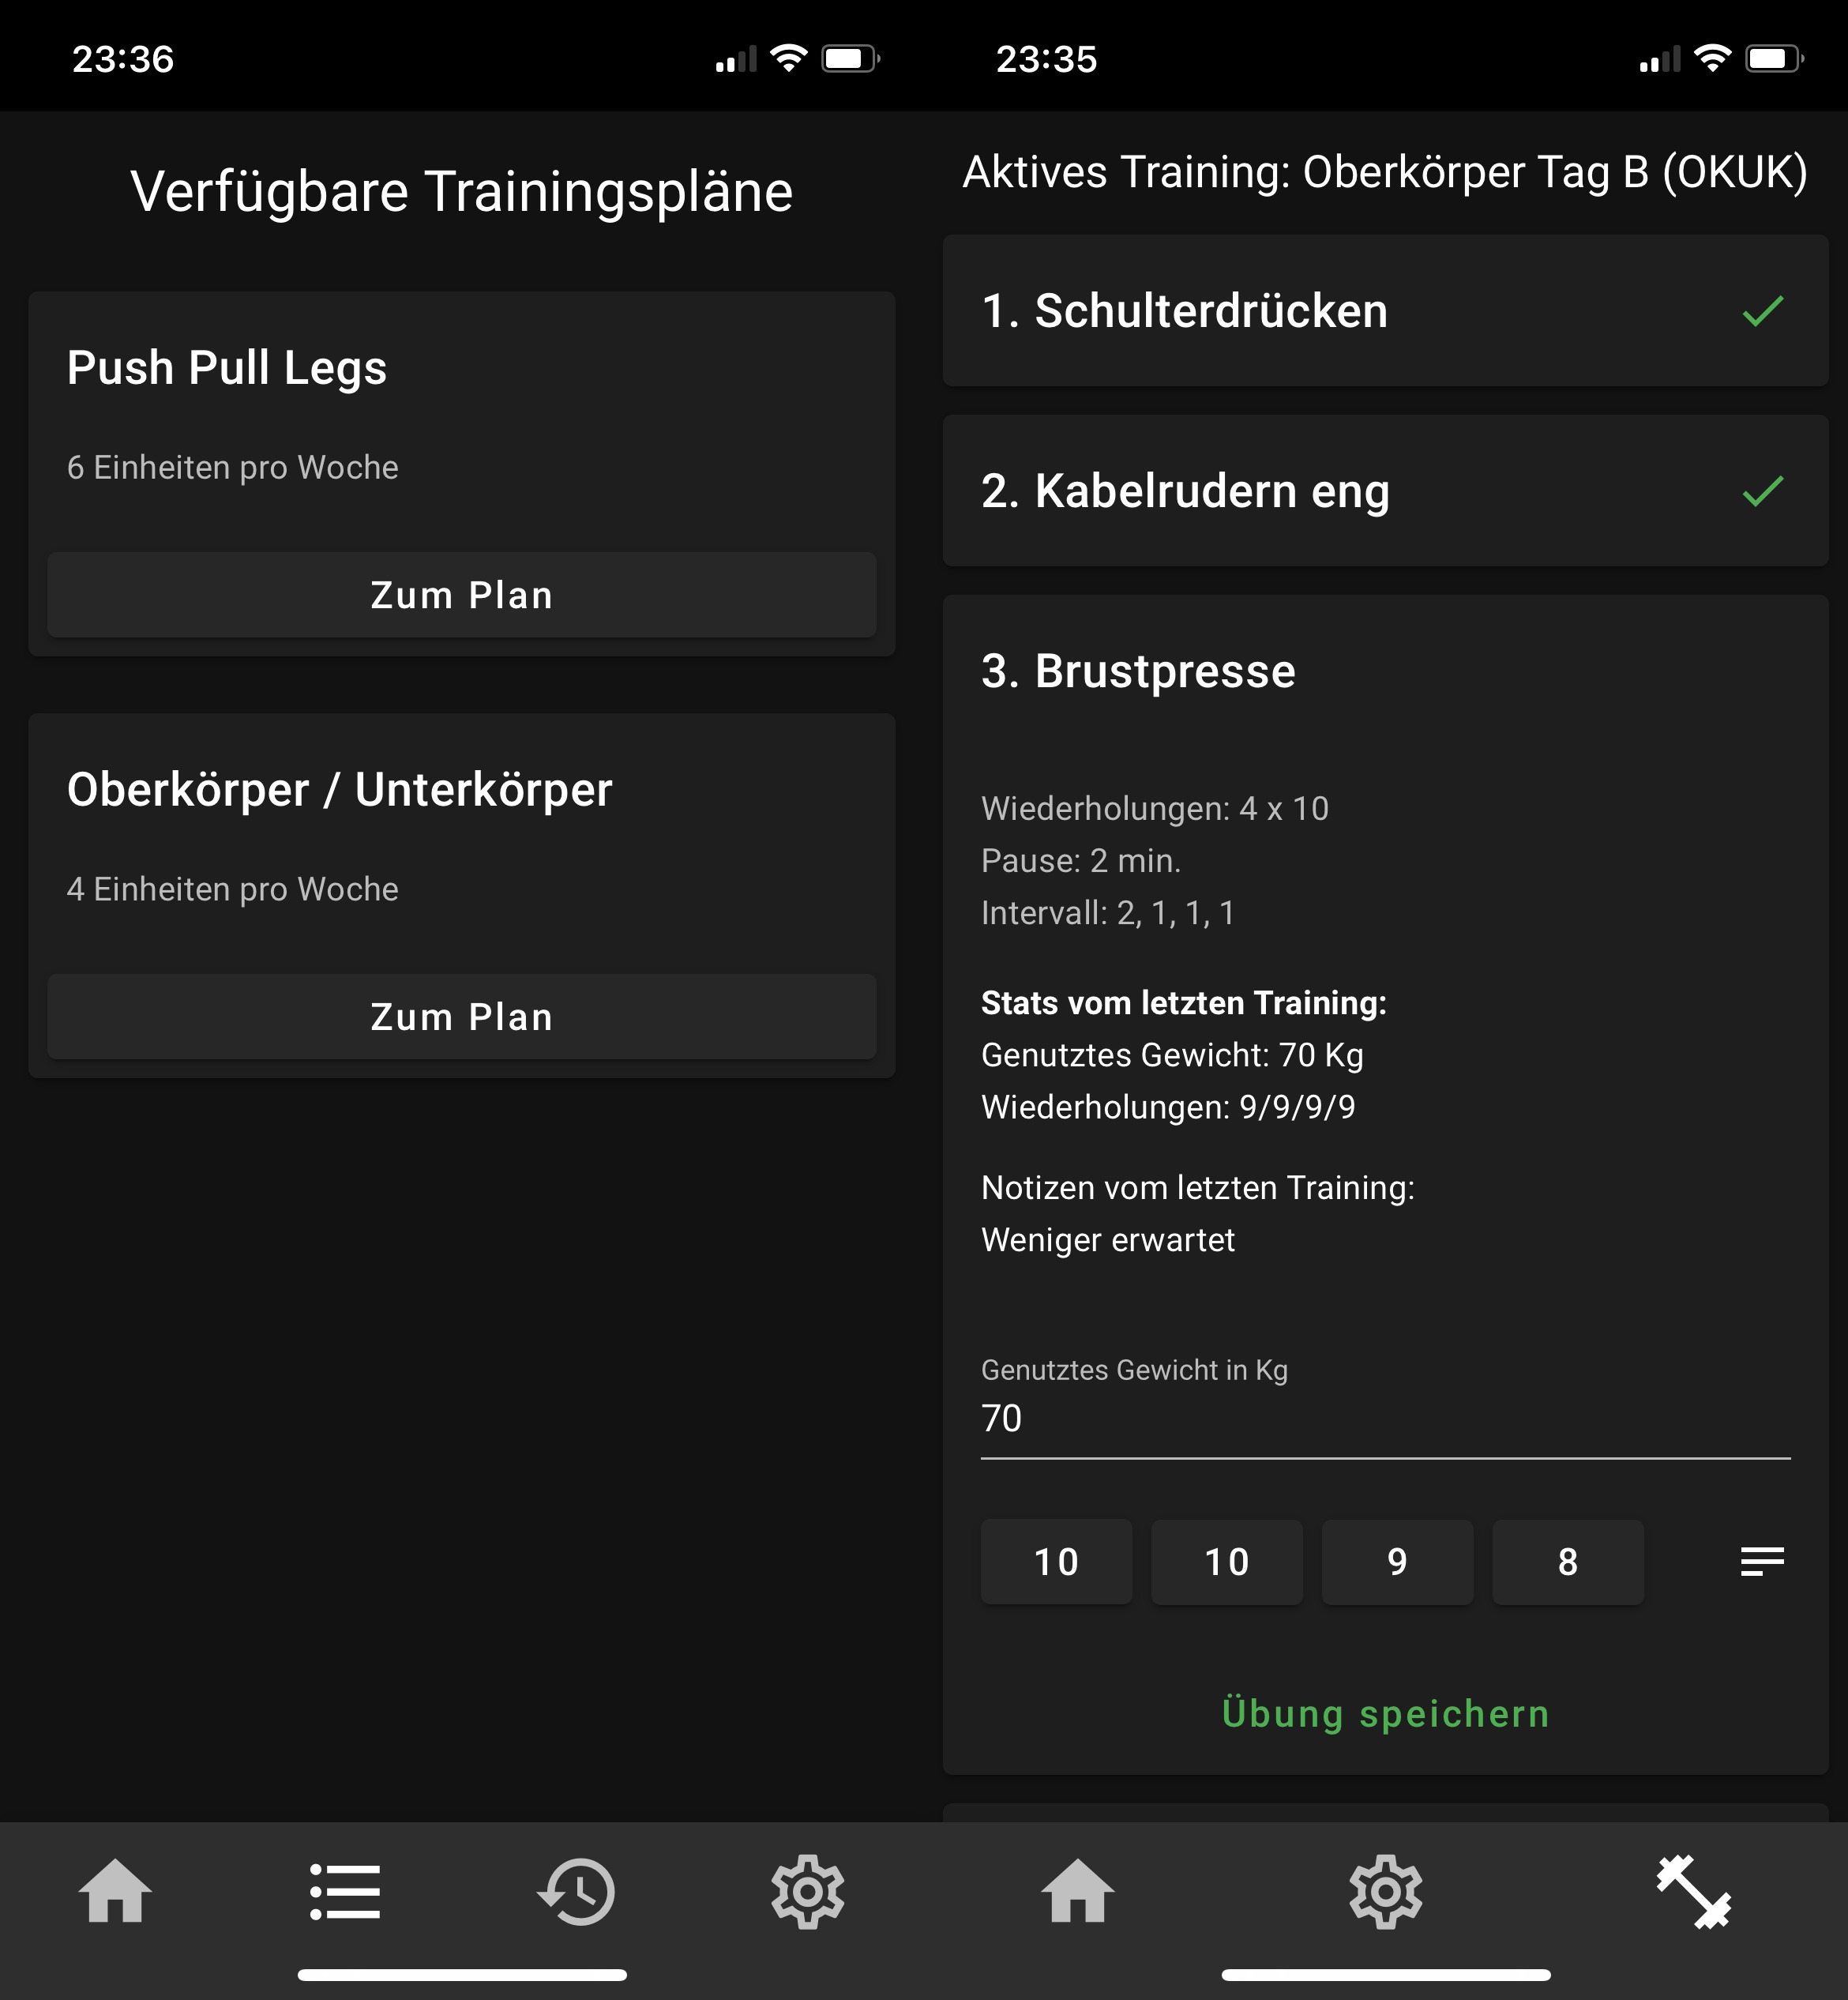 23:36
Verfügbare Trainingspläne
Push Pull Legs
6 Einheiten pro Woche
Zum Plan
Oberkörper / Unterkörper
4 Einheiten pro Woche
Zum Plan
23:35
Aktives Training: Oberkörper Tag B (OKUK)
1. Schulterdrücken
2. Kabelrudern eng
3. Brustpresse
Wiederholungen: 4 x 10
Pause: 2 min.
Intervall: 2, 1, 1, 1
Stats vom letzten Training:
Genutztes Gewicht: 70 Kg
Wiederholungen: 9/9/9/9
Notizen vom letzten Training:
Weniger erwartet
Genutztes Gewicht in Kg
70
10 10 9 8
Übung speichern